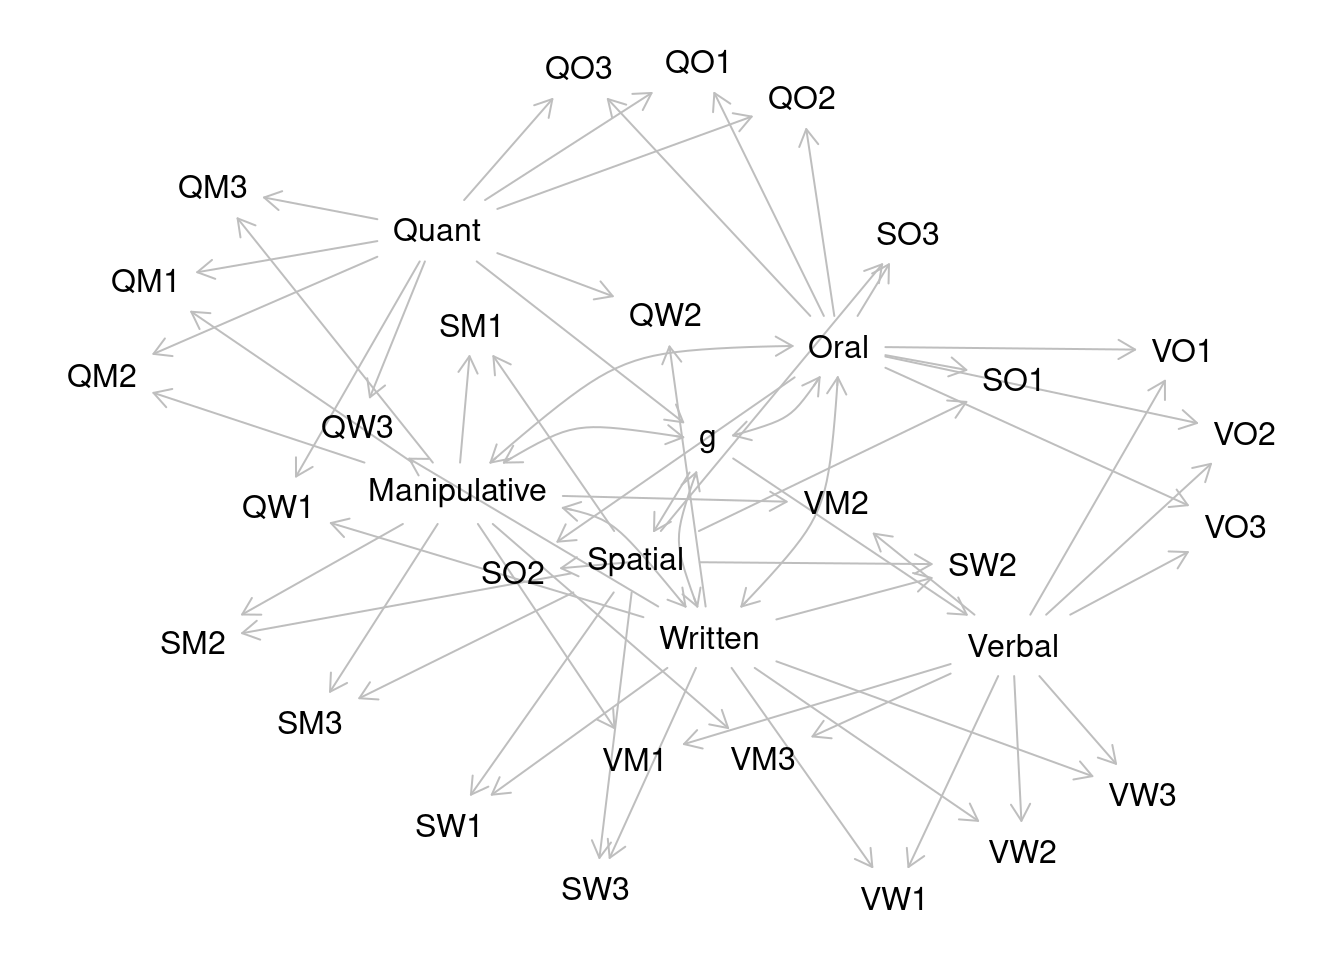 QO1
QO3
QO2
QM3
Quant
SO3
QM1
QW2
SM1
Oral
VO1
QM2
SO1
QW3
g
VO2
Manipulative
VM2
QW1
VO3
Spatial
SW2
SO2
Written
SM2
Verbal
SM3
VM1
VM3
VW3
SW1
VW2
SW3
VW1